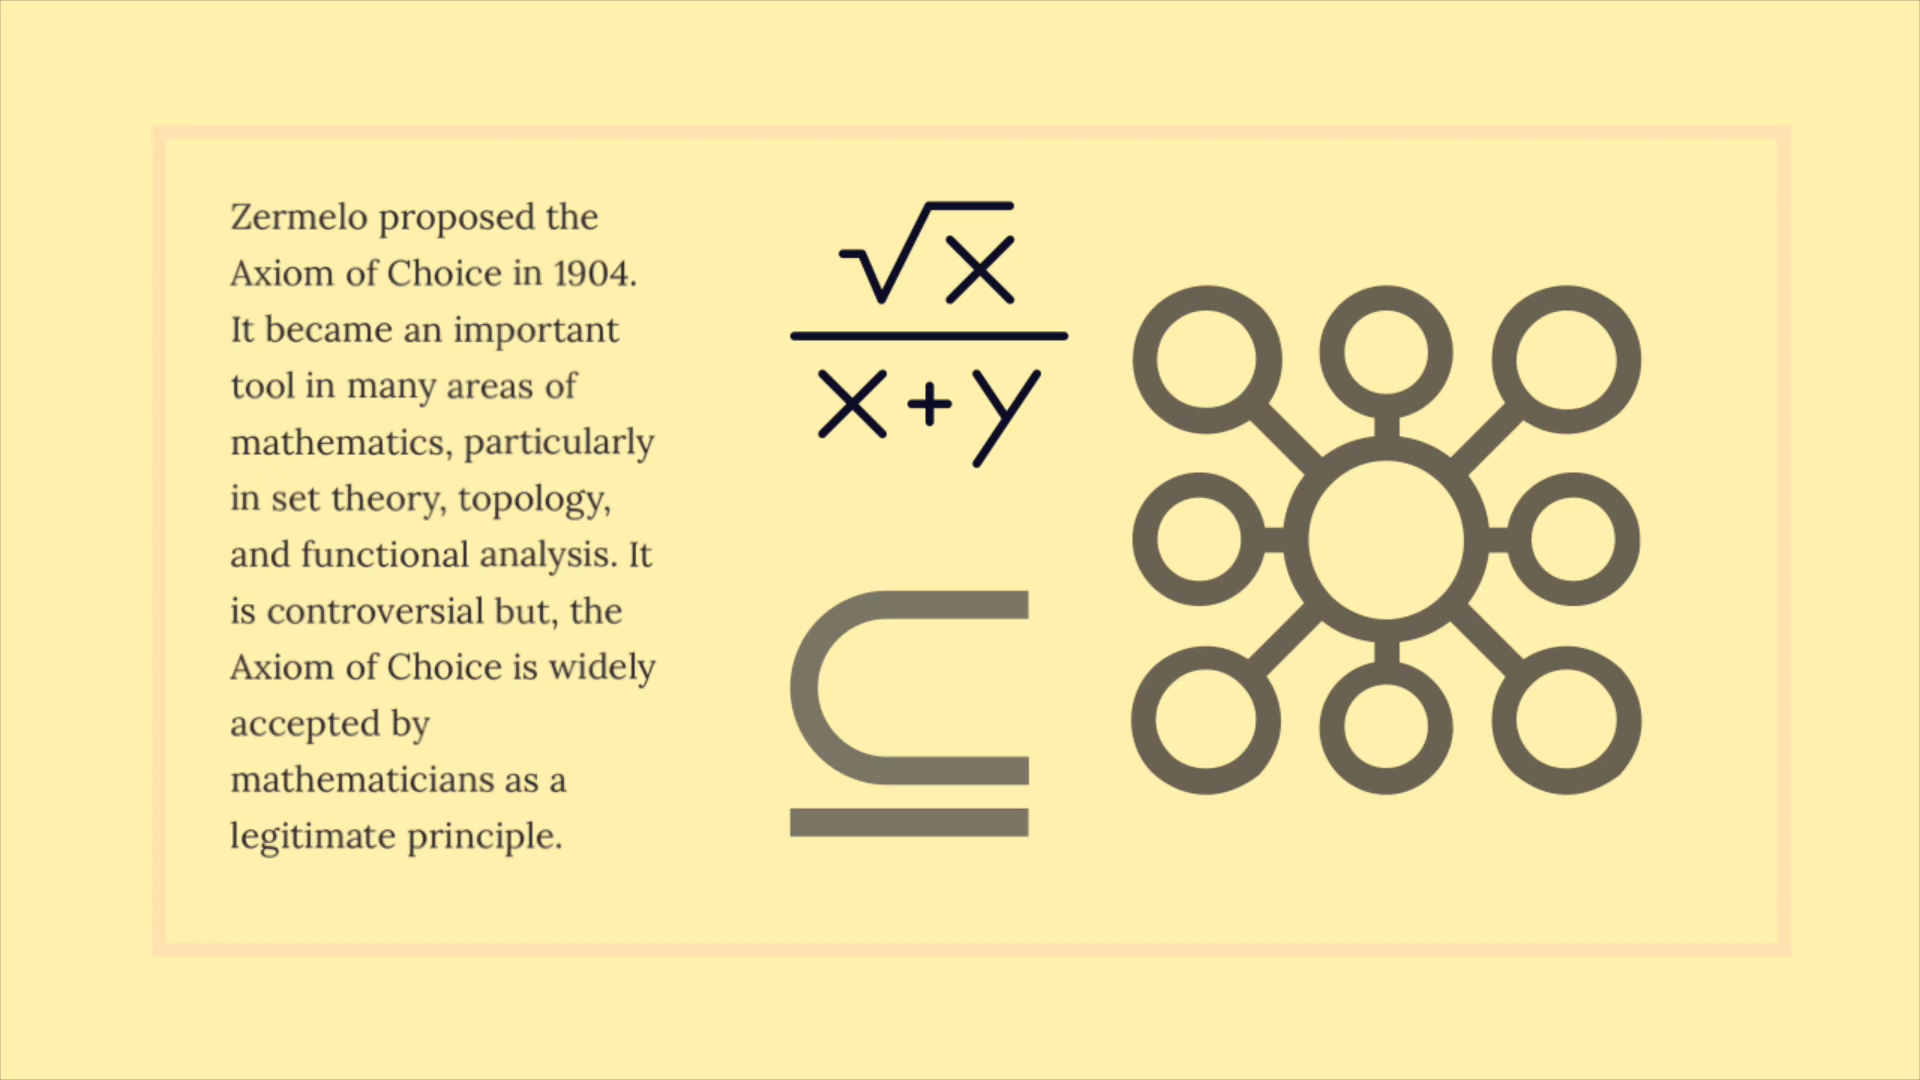 Zermelo proposed the
Axiom of Choice in 1904.
It became an important
tool in many areas of
mathematics, particularly
in set theory, topology,
and functional analysis. It
is controversial but, the
Axiom of Choice is widely
accepted by
mathematicians as a
legitimate principle.
√x
x+y
⊆